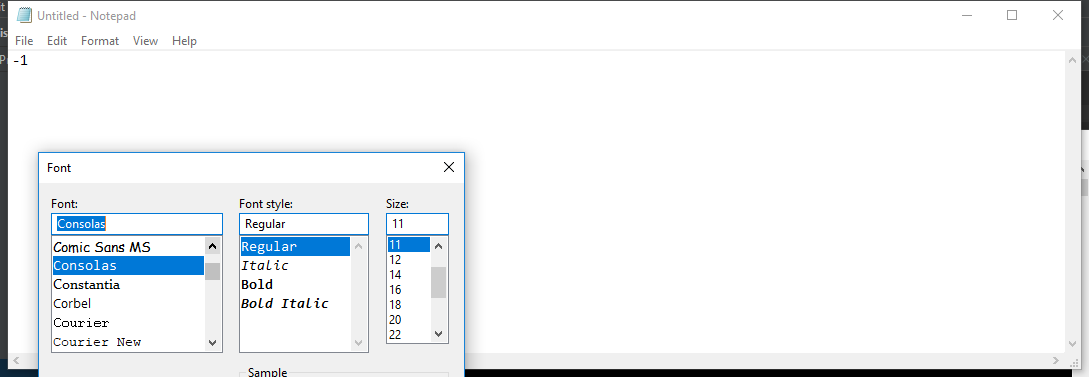 Untitled - Notepad
File Edit Format View Help
-1
Font
Font: Font style: Size:
Consolas Regular 11
Comic Sans MS Regular 11
Consolas Italic 12
Constantia Bold 14
Corbel Bold Italic 16
Courier 18
Courier New 20
22
Sample